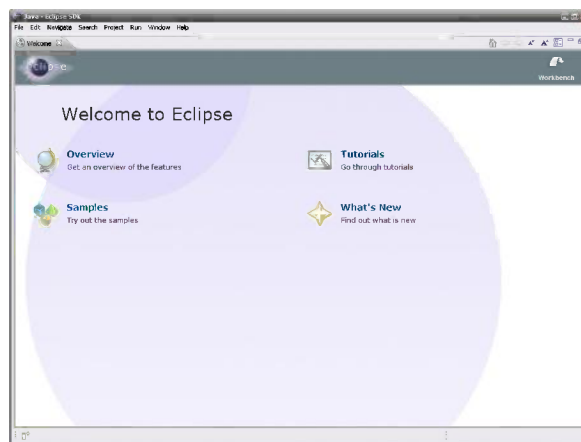 Java - Eclipse SDK
File Edit Navigate Search Project Run Window Help
Welcome
eclipse
Workbench
Welcome to Eclipse
Overview
Get an overview of the features
Tutorials
Go through tutorials
Samples
Try out the samples
What's New
Find out what is new